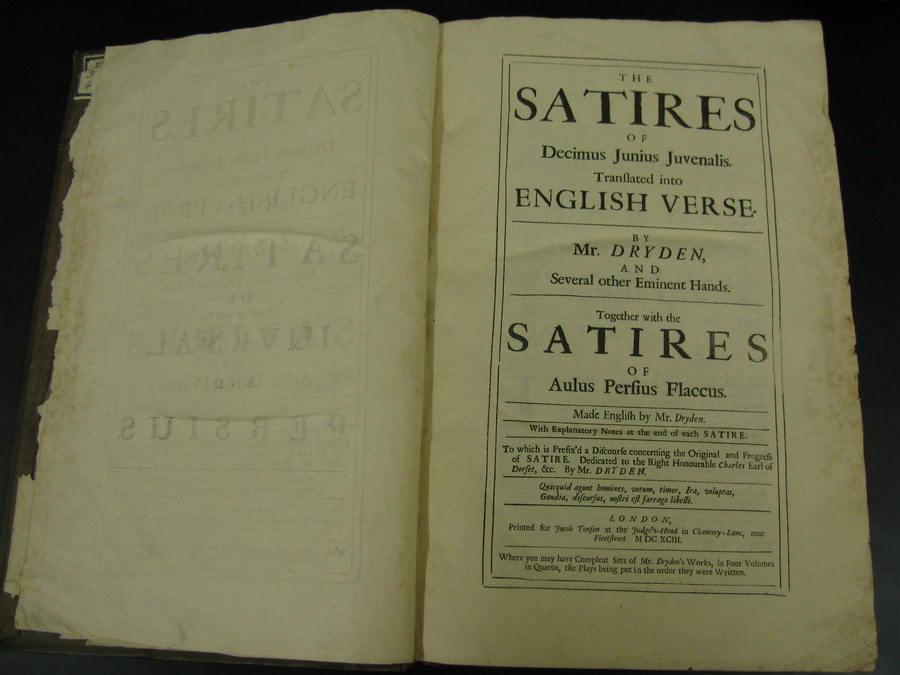 THE
SATIRES
OF
Decimus Junius Juvenalis.
Tranſlated into
ENGLISH VERSE.
BY
Mr. DRYDEN,
AND
Several other Eminent Hands.
Together with the
SATIRES
OF
Aulus Perſius Flaccus.
Made Engliſh by Mr. Dryden.
With Explanatory Notes at the end of each SATIRE.
To which is Prefix'd a Diſcourſe concerning the Original and Progreſs
of SATIRE. Dedicated to the Right Honourable Charles Earl of
Dorſet, &c. By Mr. DRYDEN.
Quicquid agunt homines, votum, timor, Ira, voluptas,
Gaudia, diſcurſus, noſtri eſt farrago libelli.
LONDON,
Printed for Jacob Tonſon at the Judge's-Head in Chancery-Lane, near
Fleetſtreet MDCXCIII.
Where you may have Compleat Sets of Mr. Dryden's Works, in Four Volumes
in Quarto, the Plays being put in the order they were Written.